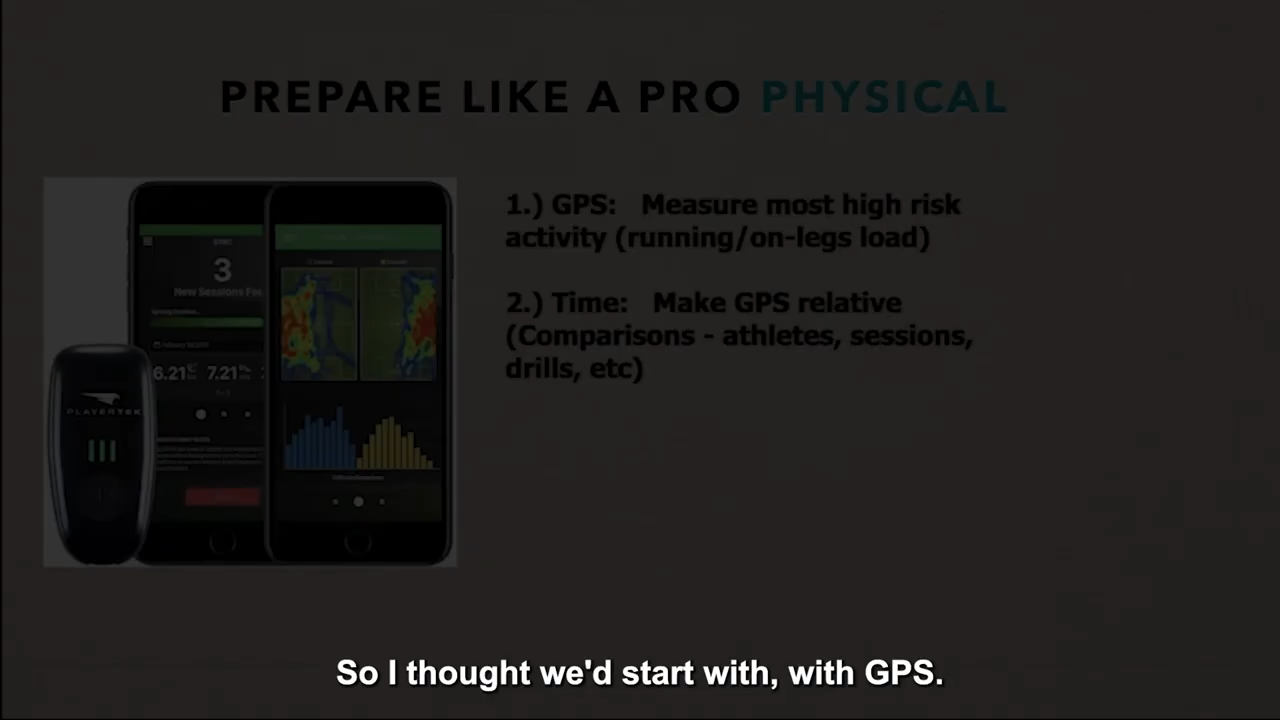 PREPARE LIKE A PRO PHYSICAL
1.) GPS: Measure most high risk
activity (running/on-legs load)
2.) Time: Make GPS relative
(Comparisons - athletes, sessions,
drills, etc)
SYNC
3
New Sessions For
6.21
7.21
PLAYERTEK
So I thought we'd start with, with GPS.